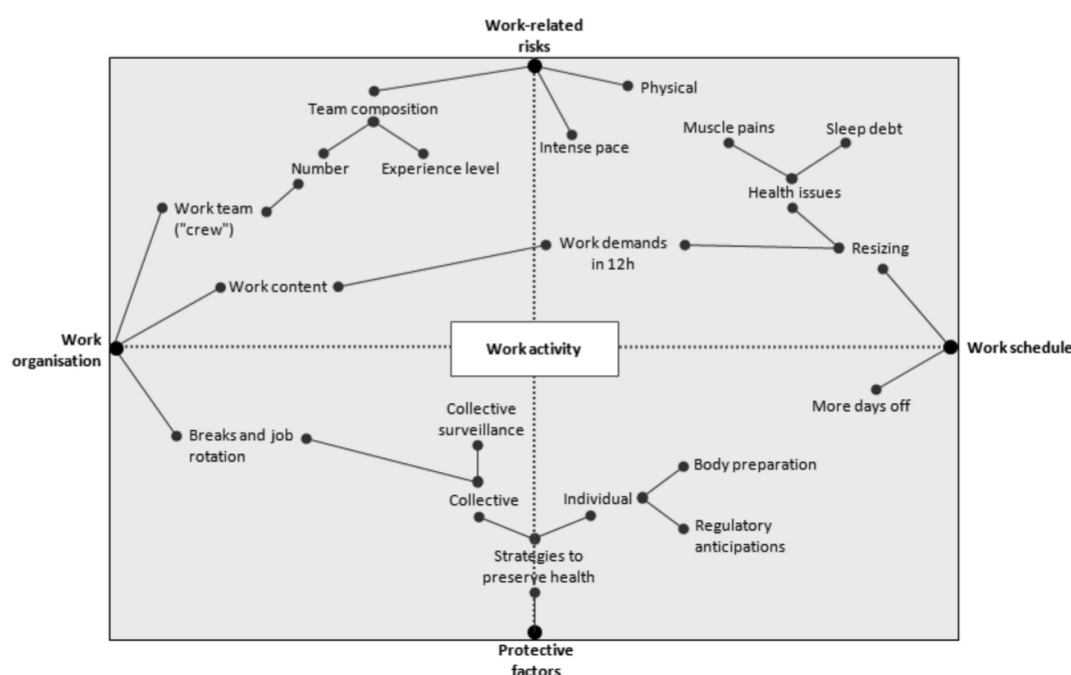 Work-related
risks
Physical
Team composition
Muscle pains
Sleep debt
Intense pace
Number
Experience level
Health issues
Work team
("crew")
Work demands
in 12h
Resizing
Work content
Work
organisation
Work activity
Work schedule
More days off
Collective
surveillance
Breaks and job
rotation
Body preparation
Collective
Individual
Regulatory
anticipations
Strategies to
preserve health
Protective
factors